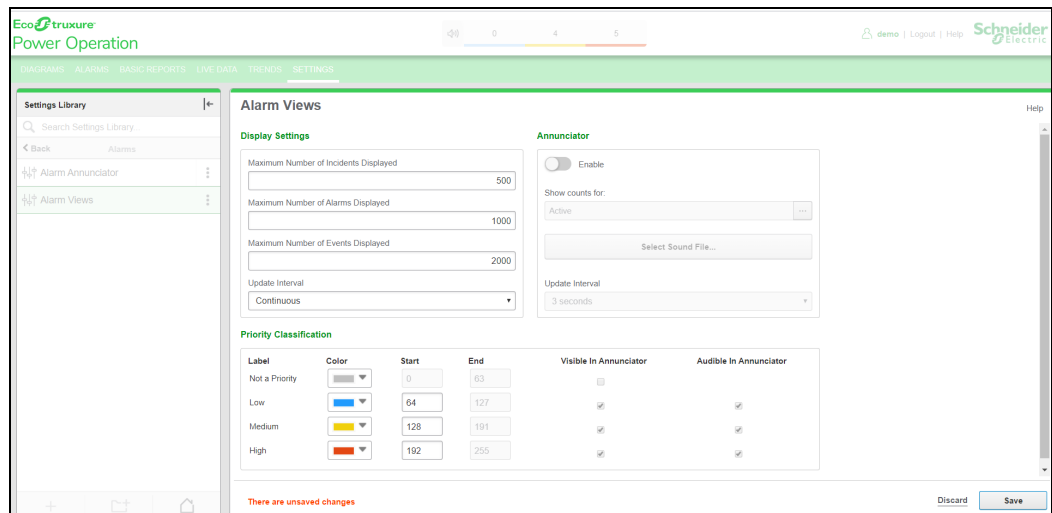 EcoStruxure
Power Operation
0 4 5
demo | Logout | Help
Schneider Electric
DIAGRAMS ALARMS BASIC REPORTS LIVE DATA TRENDS SETTINGS
Settings Library
Search Settings Library...
Back Alarms
Alarm Annunciator
Alarm Views
Alarm Views
Help
Display Settings
Maximum Number of Incidents Displayed
500
Maximum Number of Alarms Displayed
1000
Maximum Number of Events Displayed
2000
Update Interval
Continuous
Annunciator
Enable
Show counts for:
Active ...
Select Sound File...
Update Interval
3 seconds
Priority Classification
Label Color Start End Visible In Annunciator Audible In Annunciator
Not a Priority 0 63
Low 64 127
Medium 128 191
High 192 255
There are unsaved changes
Discard Save